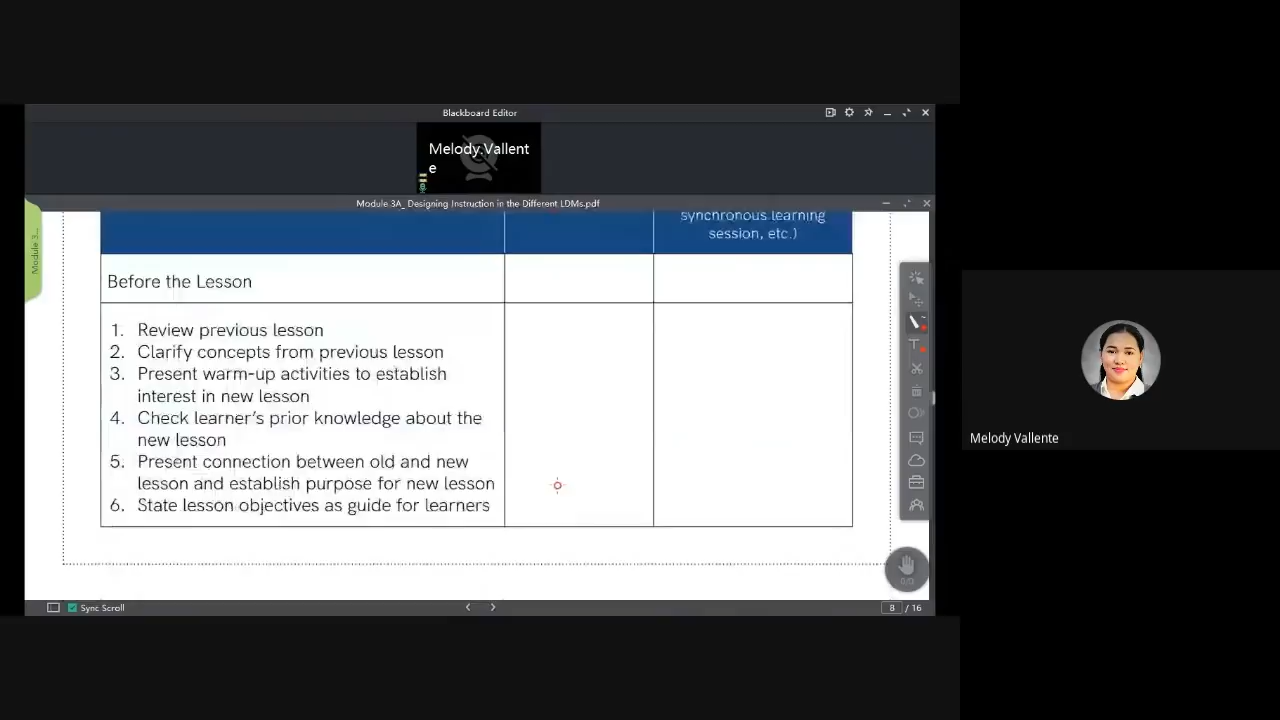 Blackboard Editor
Melody.Vallent
e
Module 3A_ Designing Instruction in the Different LDMs.pdf
Module 3...
synchronous learning
session, etc.)
Before the Lesson
1. Review previous lesson
2. Clarify concepts from previous lesson
3. Present warm-up activities to establish
interest in new lesson
4. Check learner's prior knowledge about the
new lesson
5. Present connection between old and new
lesson and establish purpose for new lesson
6. State lesson objectives as guide for learners
0/0
Sync Scroll
8 / 16
Melody Vallente